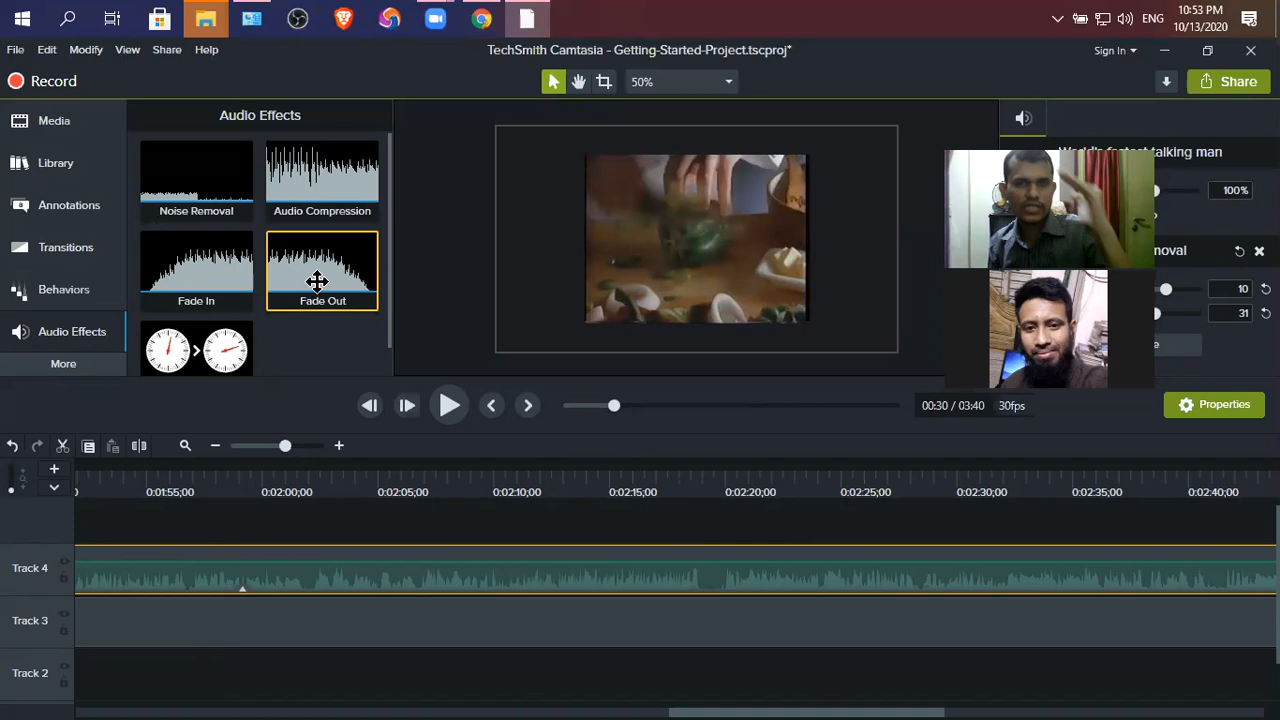 10:53 PM
ENG
10/13/2020
File Edit Modify View Share Help
TechSmith Camtasia - Getting-Started-Project.tscproj*
Sign In
Record
50%
Share
Media
Library
Annotations
Transitions
Behaviors
Audio Effects
More
Audio Effects
Noise Removal
Audio Compression
Fade In
Fade Out
talking man
100%
10
31
00:30 / 03:40 30fps
Properties
0:01:55;00 0:02:00;00 0:02:05;00 0:02:10;00 0:02:15;00 0:02:20;00 0:02:25;00 0:02:30;00 0:02:35;00 0:02:40;00
Track 4
Track 3
Track 2